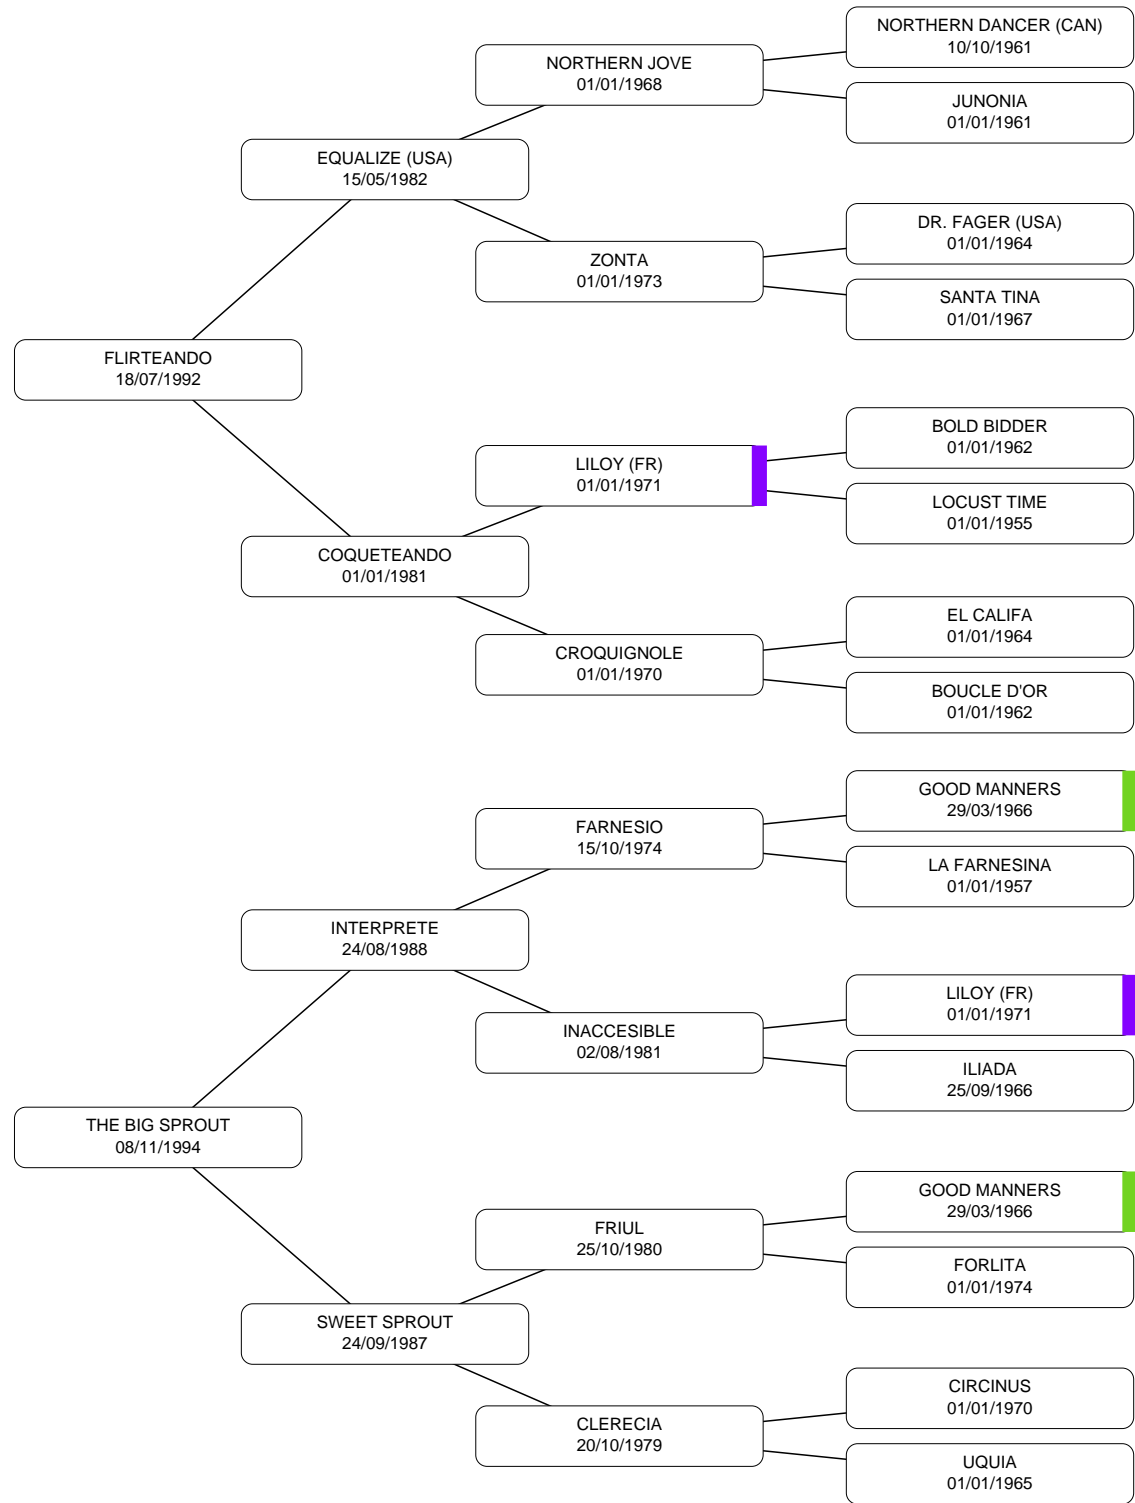 NORTHERN DANCER (CAN)
10/10/1961
NORTHERN JOVE
01/01/1968
JUNONIA
01/01/1961
EQUALIZE (USA)
15/05/1982
DR. FAGER (USA)
01/01/1964
ZONTA
01/01/1973
SANTA TINA
01/01/1967
FLIRTEANDO
18/07/1992
BOLD BIDDER
01/01/1962
LILOY (FR)
01/01/1971
LOCUST TIME
01/01/1955
COQUETEANDO
01/01/1981
EL CALIFA
01/01/1964
CROQUIGNOLE
01/01/1970
BOUCLE D'OR
01/01/1962
GOOD MANNERS
29/03/1966
FARNESIO
15/10/1974
LA FARNESINA
01/01/1957
INTERPRETE
24/08/1988
LILOY (FR)
01/01/1971
INACCESIBLE
02/08/1981
ILIADA
25/09/1966
THE BIG SPROUT
08/11/1994
GOOD MANNERS
29/03/1966
FRIUL
25/10/1980
FORLITA
01/01/1974
SWEET SPROUT
24/09/1987
CIRCINUS
01/01/1970
CLERECIA
20/10/1979
UQUIA
01/01/1965